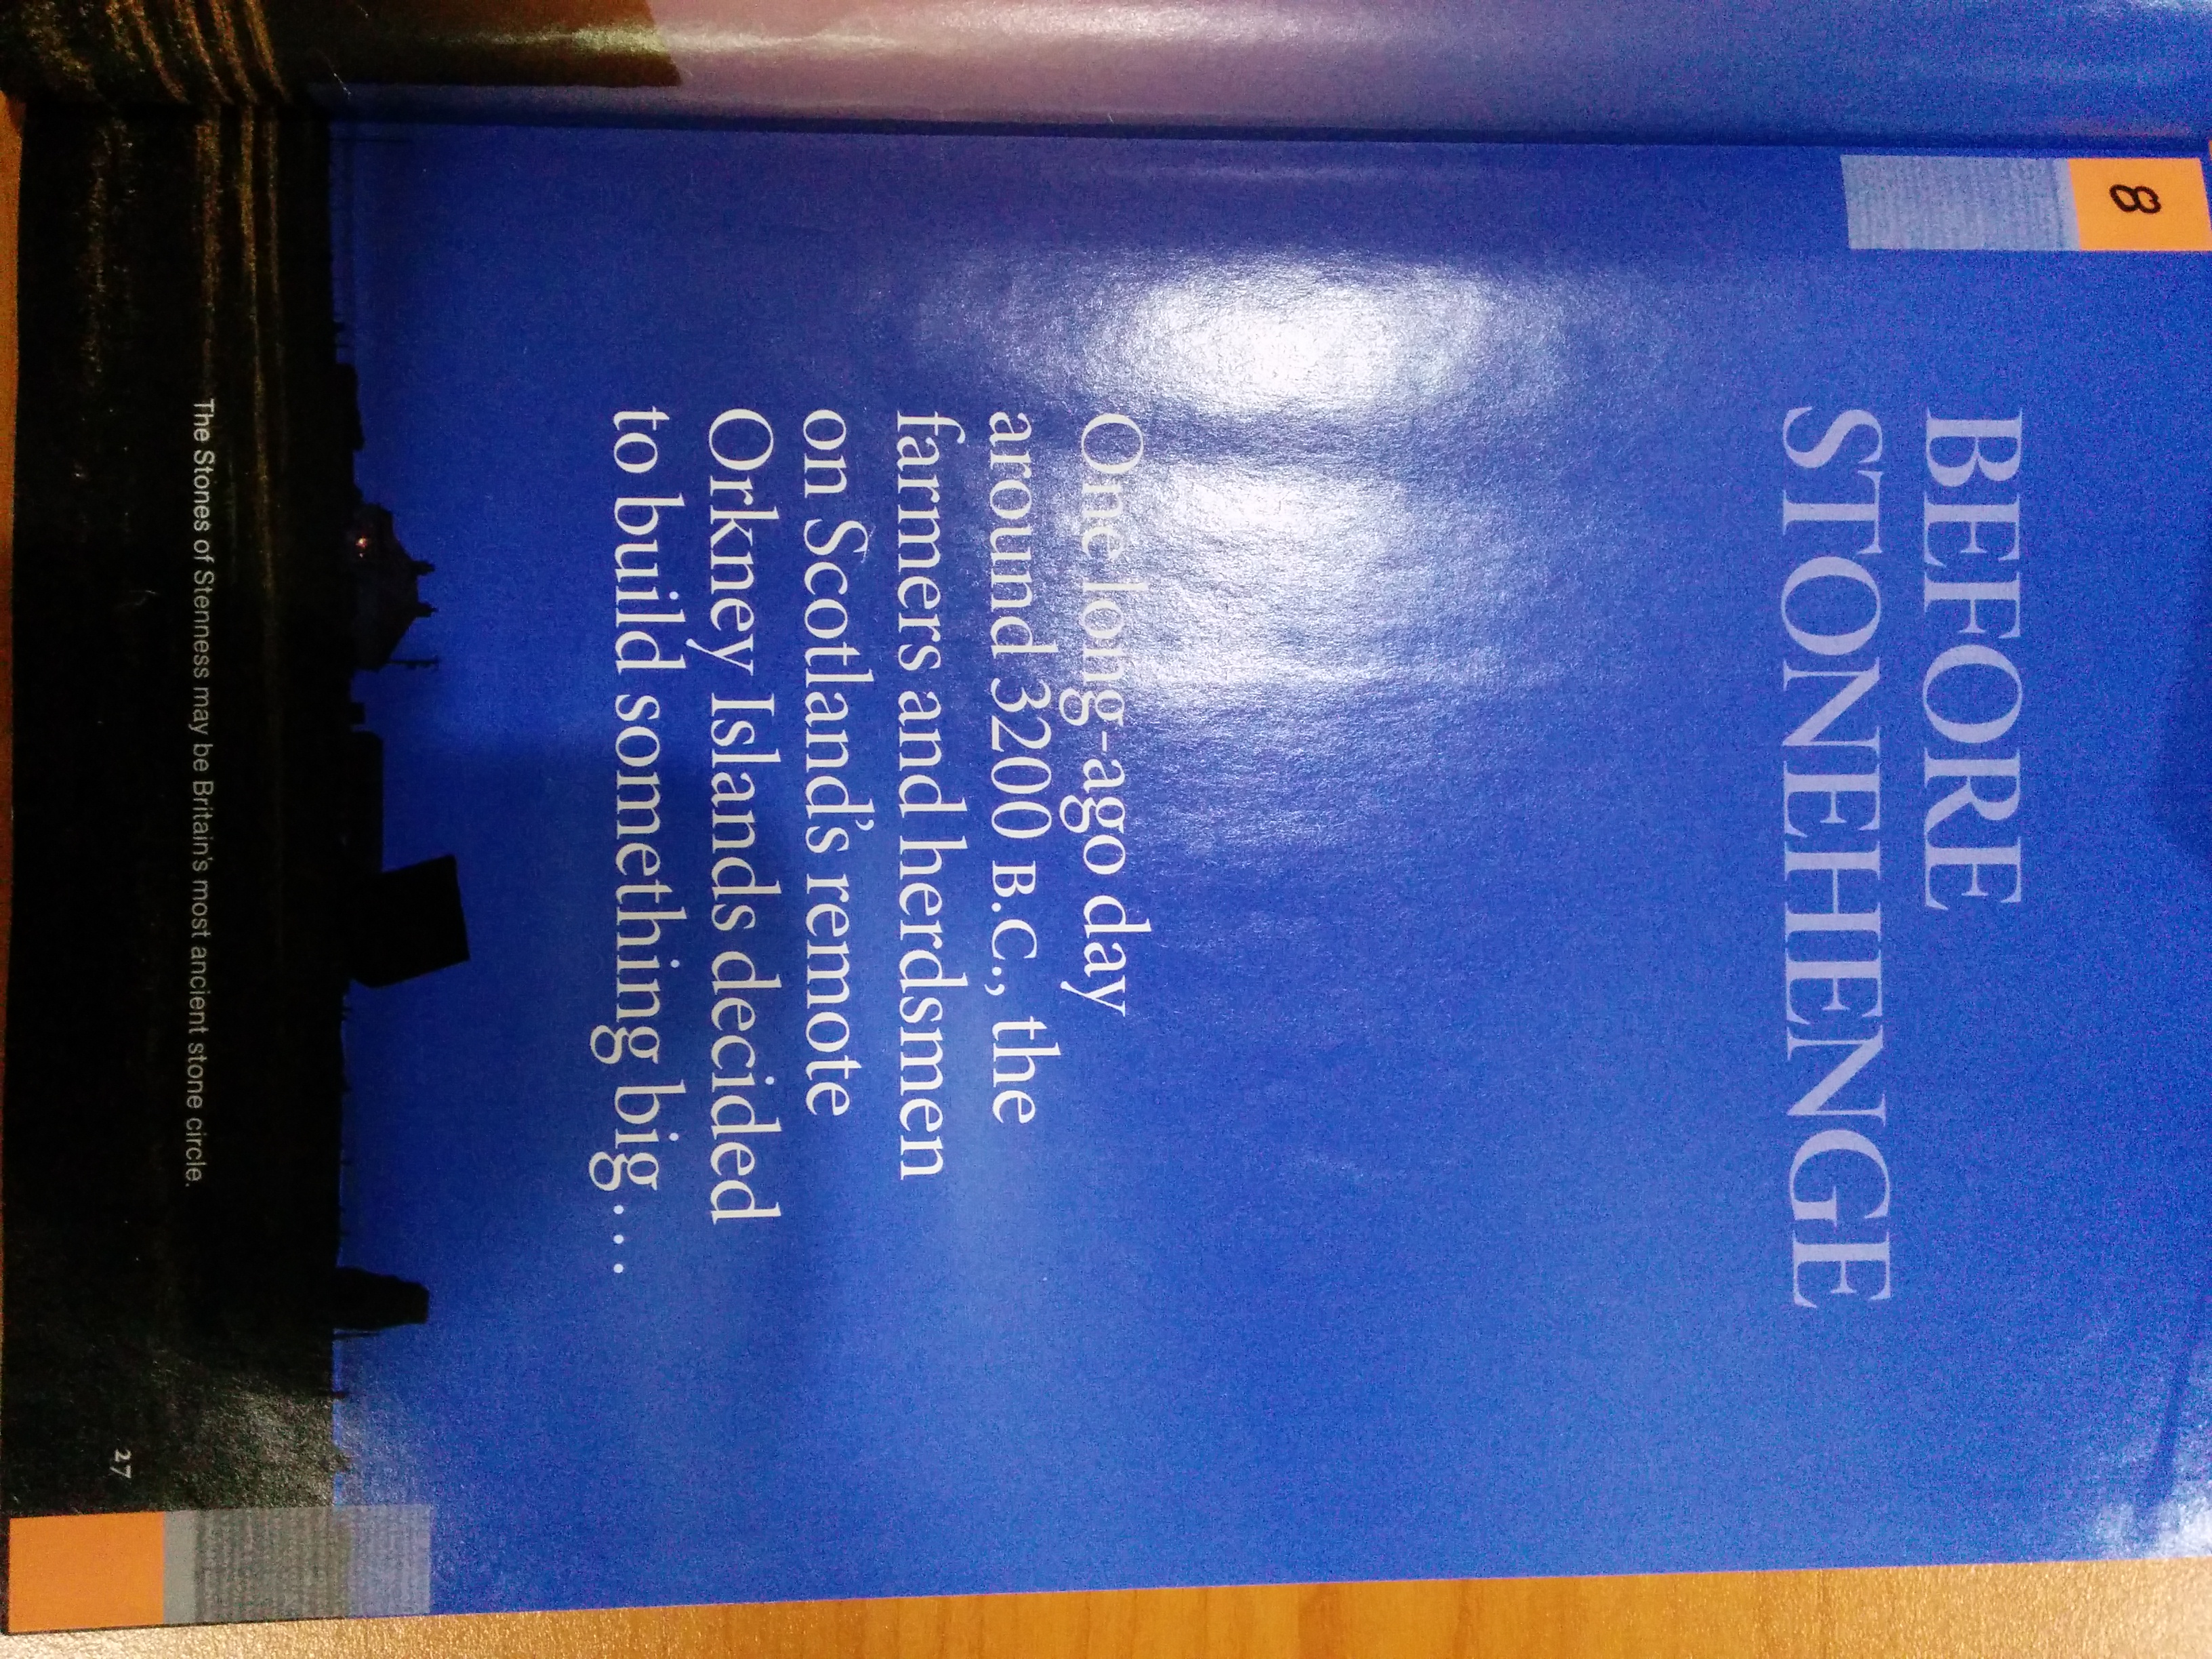 8
BEFORE
STONEHENGE
One long-ago day
around 3200 B.C., the
farmers and herdsmen
on Scotland's remote
Orkney Islands decided
to build something big...
The Stones of Stenness may be Britain's most ancient stone circle.
27